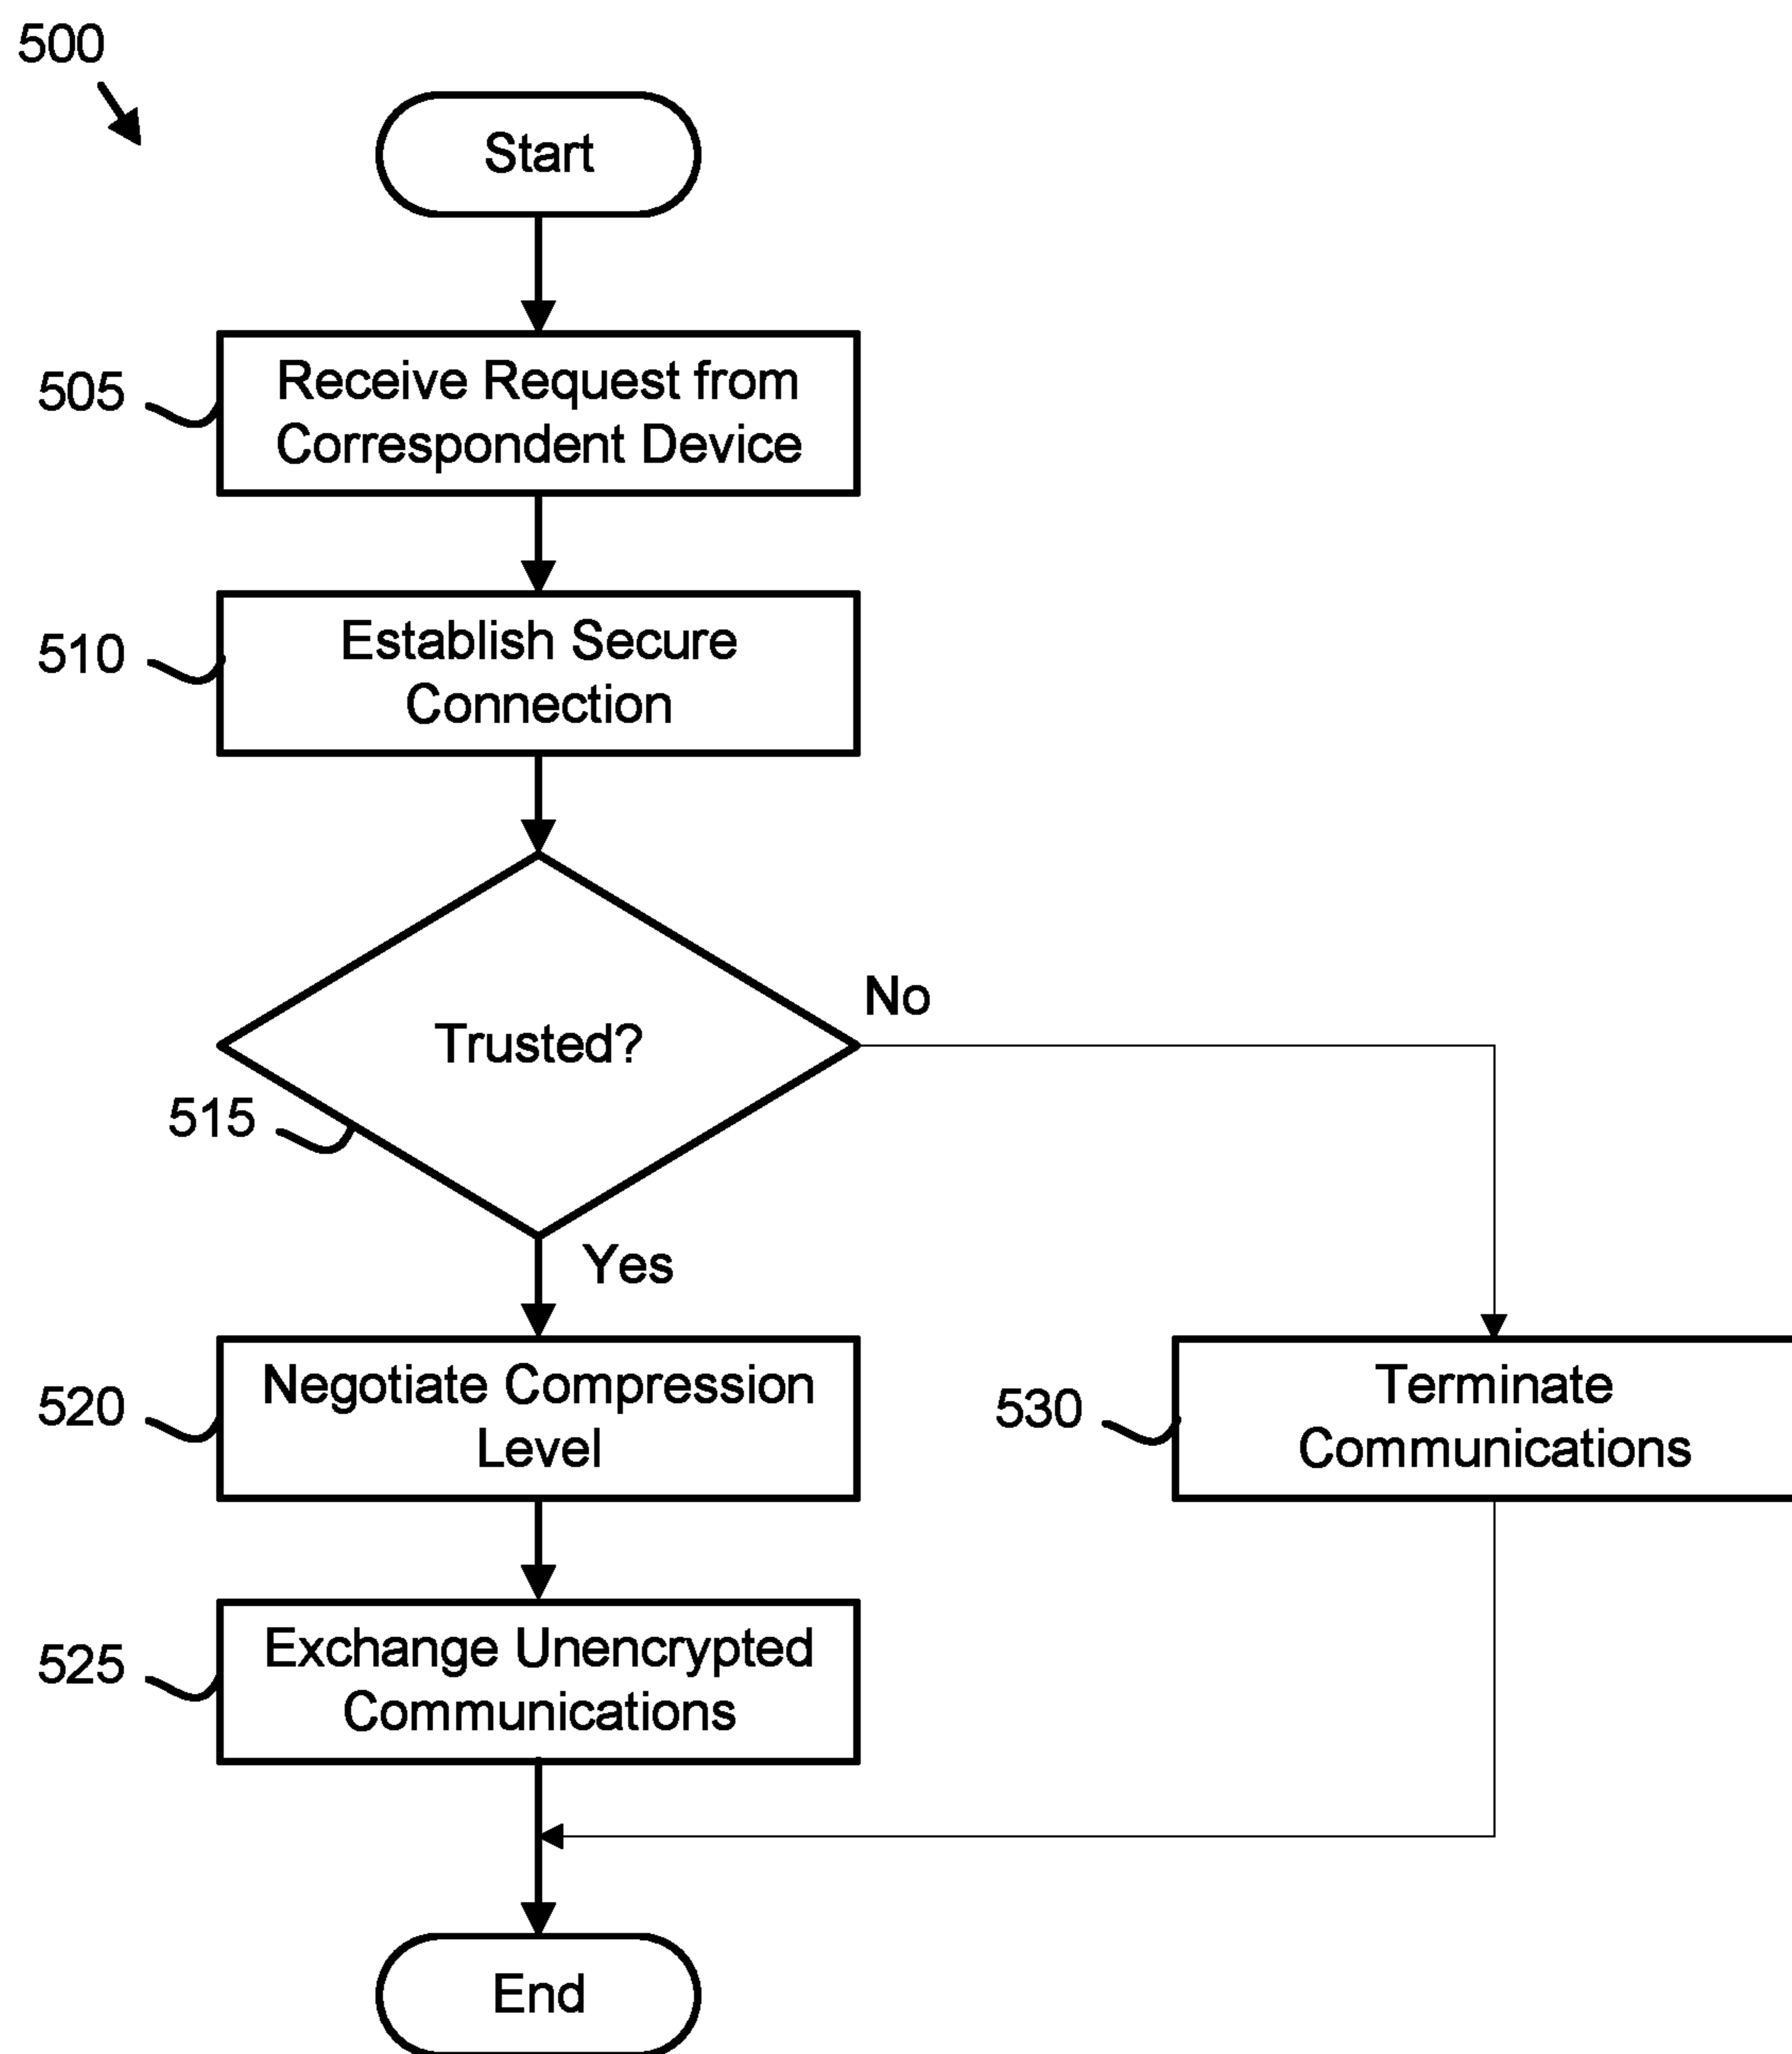 500
Start
505
Receive Request from
Correspondent Device
510
Establish Secure
Connection
Trusted?
No
515
Yes
520
Negotiate Compression
Level
530
Terminate
Communications
525
Exchange Unencrypted
Communications
End